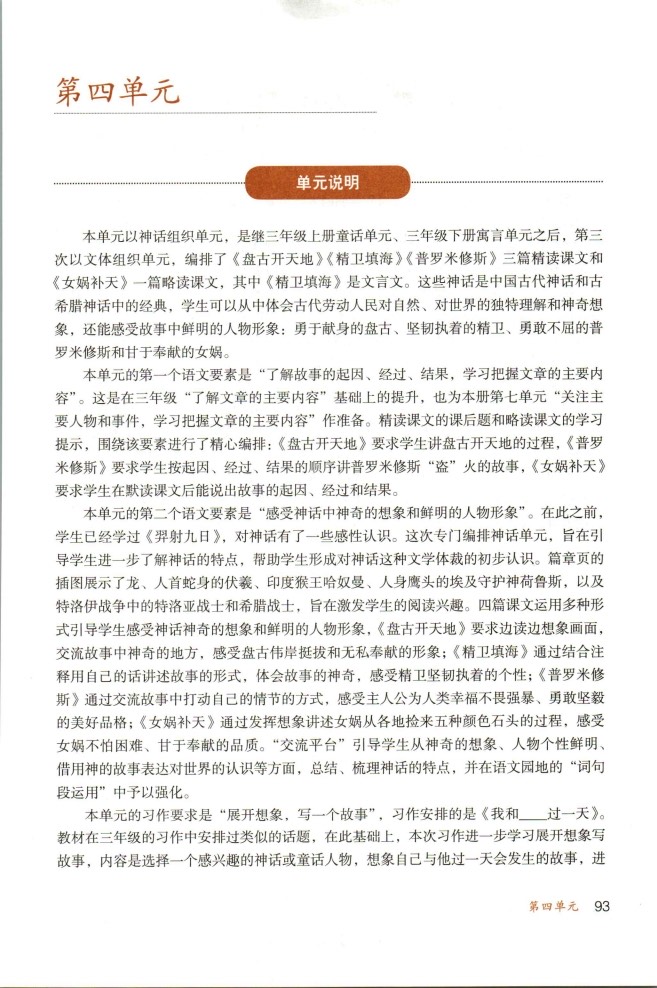 第四单元
单元说明
本单元以神话组织单元，是继三年级上册童话单元、三年级下册寓言单元之后，第三
次以文体组织单元，编排了《盘古开天地》《精卫填海》《普罗米修斯》三篇精读课文和
《女娲补天》一篇略读课文，其中《精卫填海》是文言文。这些神话是中国古代神话和古
希腊神话中的经典，学生可以从中体会古代劳动人民对自然、对世界的独特理解和神奇想
象，还能感受故事中鲜明的人物形象：勇于献身的盘古、坚韧执着的精卫、勇敢不屈的普
罗米修斯和甘于奉献的女娲。
本单元的第一个语文要素是“了解故事的起因、经过、结果，学习把握文章的主要内
容”。这是在三年级“了解文章的主要内容”基础上的提升，也为本册第七单元“关注主
要人物和事件，学习把握文章的主要内容”作准备。精读课文的课后题和略读课文的学习
提示，围绕该要素进行了精心编排：《盘古开天地》要求学生讲盘古开天地的过程，《普罗
米修斯》要求学生按起因、经过、结果的顺序讲普罗米修斯“盗”火的故事，《女娲补天》
要求学生在默读课文后能说出故事的起因、经过和结果。
本单元的第二个语文要素是“感受神话中神奇的想象和鲜明的人物形象”。在此之前，
学生已经学过《羿射九日》，对神话有了一些感性认识。这次专门编排神话单元，旨在引
导学生进一步了解神话的特点，帮助学生形成对神话这种文学体裁的初步认识。篇章页的
插图展示了龙、人首蛇身的伏羲、印度猴王哈奴曼、人身鹰头的埃及守护神荷鲁斯，以及
特洛伊战争中的特洛亚战士和希腊战士，旨在激发学生的阅读兴趣。四篇课文运用多种形
式引导学生感受神话神奇的想象和鲜明的人物形象，《盘古开天地》要求边读边想象画面，
交流故事中神奇的地方，感受盘古伟岸挺拔和无私奉献的形象；《精卫填海》通过结合注
释用自己的话讲述故事的形式，体会故事的神奇，感受精卫坚韧执着的个性；《普罗米修
斯》通过交流故事中打动自己的情节的方式，感受主人公为人类幸福不畏强暴、勇敢坚毅
的美好品格；《女娲补天》通过发挥想象讲述女娲从各地捡来五种颜色石头的过程，感受
女娲不怕困难、甘于奉献的品质。“交流平台”引导学生从神奇的想象、人物个性鲜明、
借用神的故事表达对世界的认识等方面，总结、梳理神话的特点，并在语文园地的“词句
段运用”中予以强化。
本单元的习作要求是“展开想象，写一个故事”，习作安排的是《我和____过一天》。
教材在三年级的习作中安排过类似的话题，在此基础上，本次习作进一步学习展开想象写
故事，内容是选择一个感兴趣的神话或童话人物，想象自己与他过一天会发生的故事，进
第四单元 93